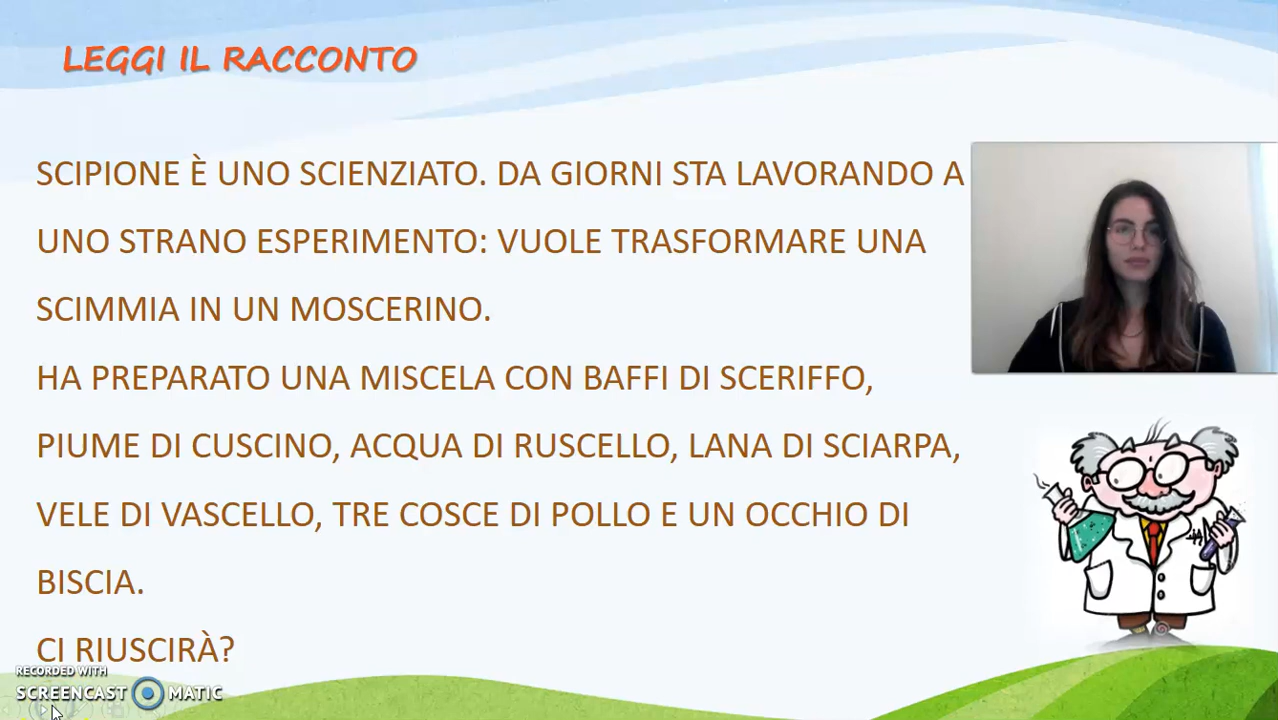 LEGGI IL RACCONTO
SCIPIONE È UNO SCIENZIATO. DA GIORNI STA LAVORANDO A
UNO STRANO ESPERIMENTO: VUOLE TRASFORMARE UNA
SCIMMIA IN UN MOSCERINO.
HA PREPARATO UNA MISCELA CON BAFFI DI SCERIFFO,
PIUME DI CUSCINO, ACQUA DI RUSCELLO, LANA DI SCIARPA,
VELE DI VASCELLO, TRE COSCE DI POLLO E UN OCCHIO DI
BISCIA.
CI RIUSCIRÀ?
RECORDED WITH
SCREENCAST MATIC